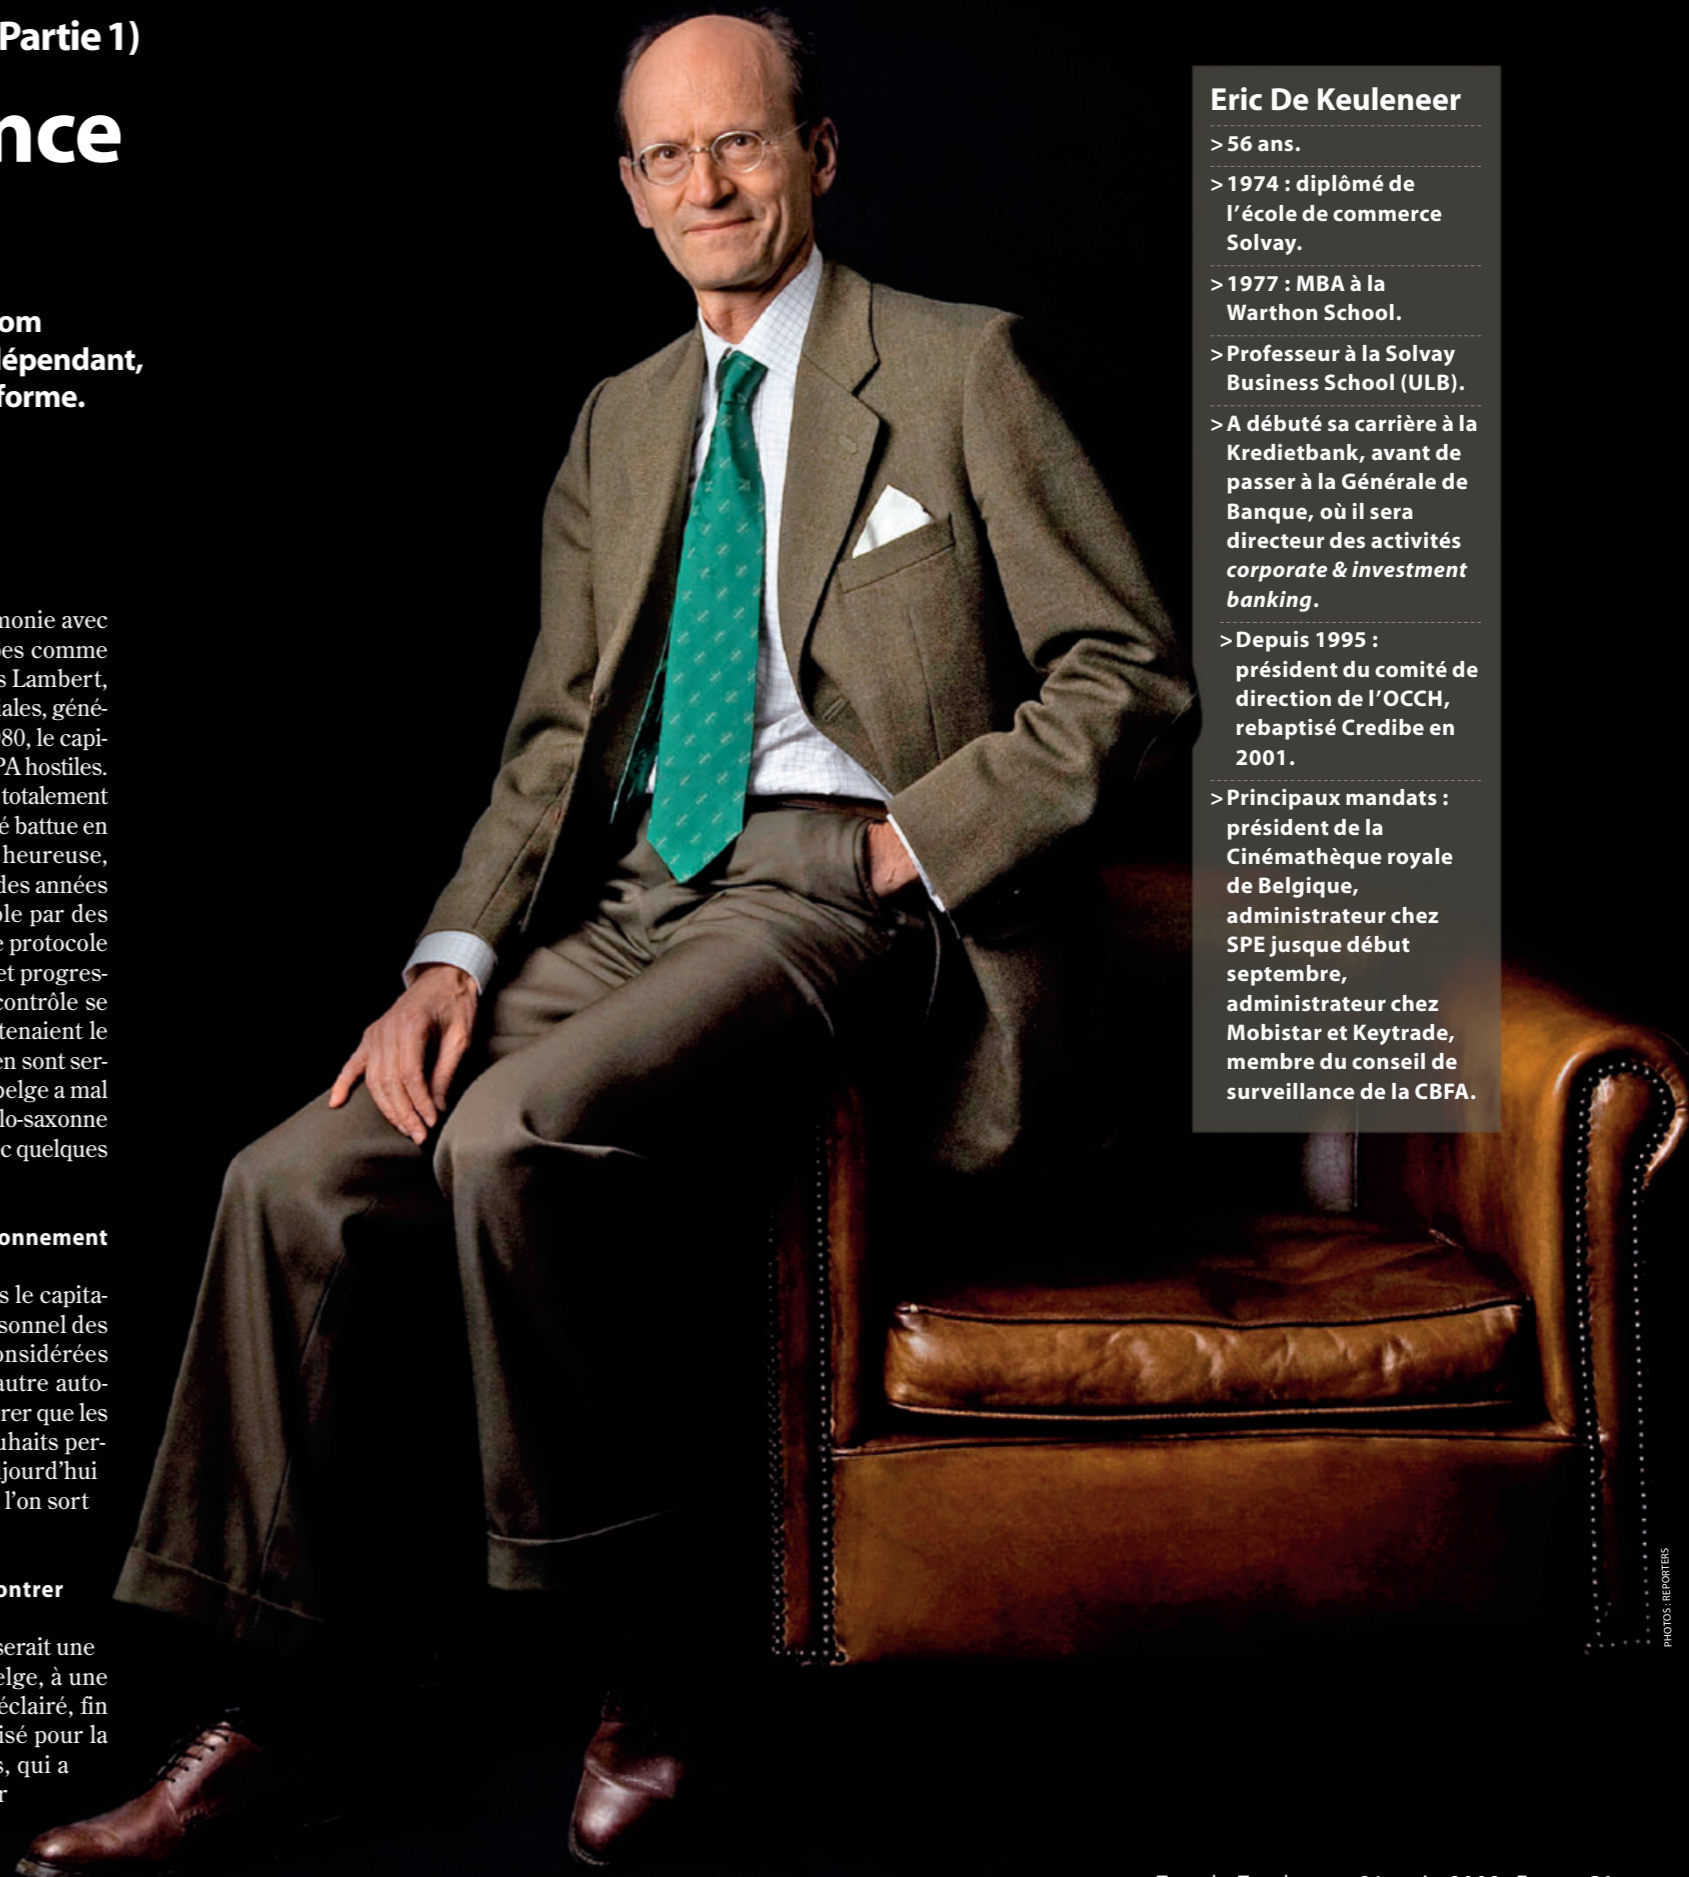 Partie 1)
nce
om
dépendant,
forme.
monie avec
pes comme
s Lambert,
iales, géné-
980, le capi-
PA hostiles.
totalement
é battue en
heureuse,
des années
ble par des
e protocole
et progres-
contrôle se
tenaient le
en sont ser-
belge a mal
lo-saxonne
c quelques
onnement
s le capita-
sonnel des
onsidérées
autre auto-
rer que les
uhaits per-
jourd’hui
l’on sort
ontrer
serait une
elge, à une
éclairé, fin
isé pour la
s, qui a
r
Eric De Keuleneer
> 56 ans.
> 1974 : diplômé de
l’école de commerce
Solvay.
> 1977 : MBA à la
Warthon School.
> Professeur à la Solvay
Business School (ULB).
> A débuté sa carrière à la
Kredietbank, avant de
passer à la Générale de
Banque, où il sera
directeur des activités
corporate & investment
banking.
> Depuis 1995 :
président du comité de
direction de l’OCCH,
rebaptisé Credibe en
2001.
> Principaux mandats :
président de la
Cinémathèque royale
de Belgique,
administrateur chez
SPE jusque début
septembre,
administrateur chez
Mobistar et Keytrade,
membre du conseil de
surveillance de la CBFA.
PHOTOS : REPORTERS